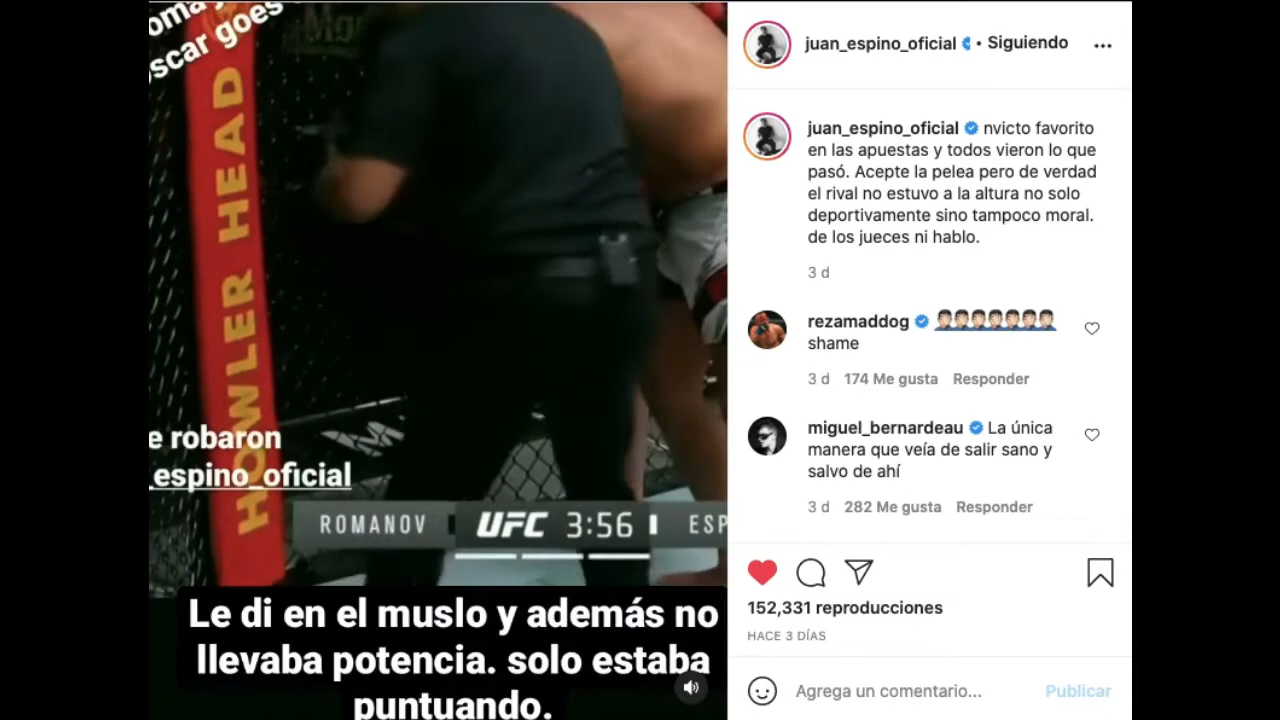 oma y
oscar goes
HOWLER HEAD
e robaron
espino_oficial
ROMANOV UFC 3:56 ESP
Le di en el muslo y además no
llevaba potencia. solo estaba
puntuando.
juan_espino_oficial • Siguiendo
juan_espino_oficial nvicto favorito
en las apuestas y todos vieron lo que
pasó. Acepte la pelea pero de verdad
el rival no estuvo a la altura no solo
deportivamente sino tampoco moral.
de los jueces ni hablo.
3 d
rezamaddog
shame
3 d 174 Me gusta Responder
miguel_bernardeau La única
manera que veía de salir sano y
salvo de ahí
3 d 282 Me gusta Responder
152,331 reproducciones
HACE 3 DÍAS
Agrega un comentario... Publicar